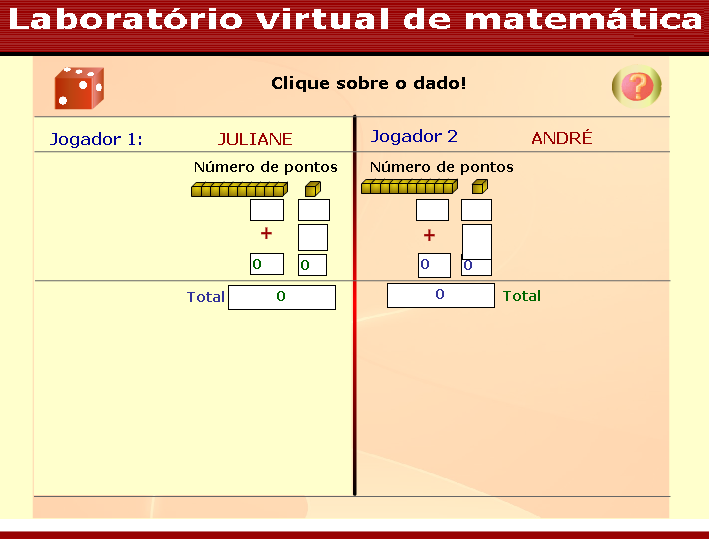 Laboratório virtual de matemática
Clique sobre o dado!
?
Jogador 1: JULIANE
Número de pontos
+
0 0
Total 0
Jogador 2 ANDRÉ
Número de pontos
+
0 0
0 Total